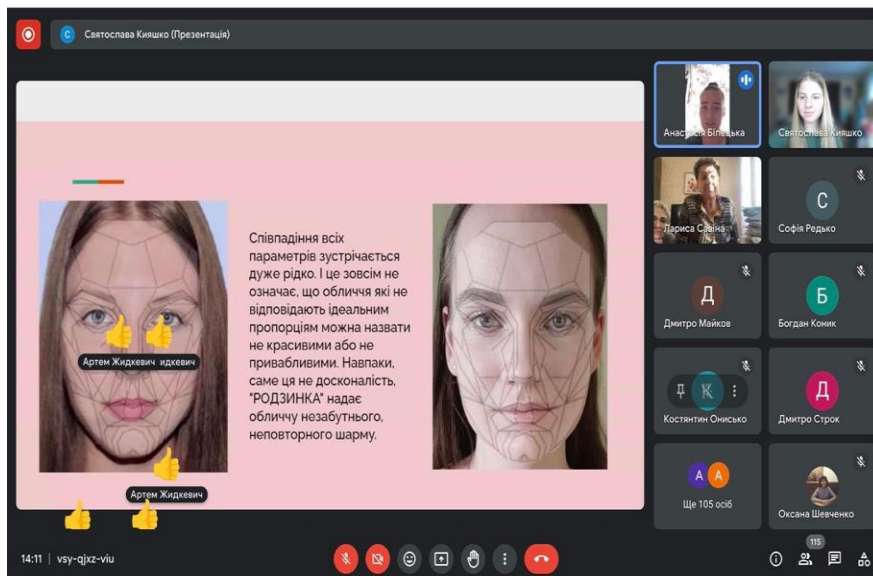 Святослава Кияшко (Презентація)
Співпадіння всіх
параметрів зустрічається
дуже рідко. І це зовсім не
означає, що обличчя які не
відповідають ідеальним
пропорціям можна назвати
не красивими або не
привабливими. Навпаки,
саме ця не досконалість,
"РОДЗИНКА" надає
обличчу незабутнього,
неповторного шарму.
Артем Жидкевич идкевич
Артем Жидкевич
Анастасія Білецька
Святослава Кияшко
Лариса Савіна
С
Софія Редько
Д
Дмитро Майков
Б
Богдан Коник
К
Костянтин Онисько
Д
Дмитро Строк
А А
Ще 105 осіб
Оксана Шевченко
14:11 | vsy-qjxz-viu
115